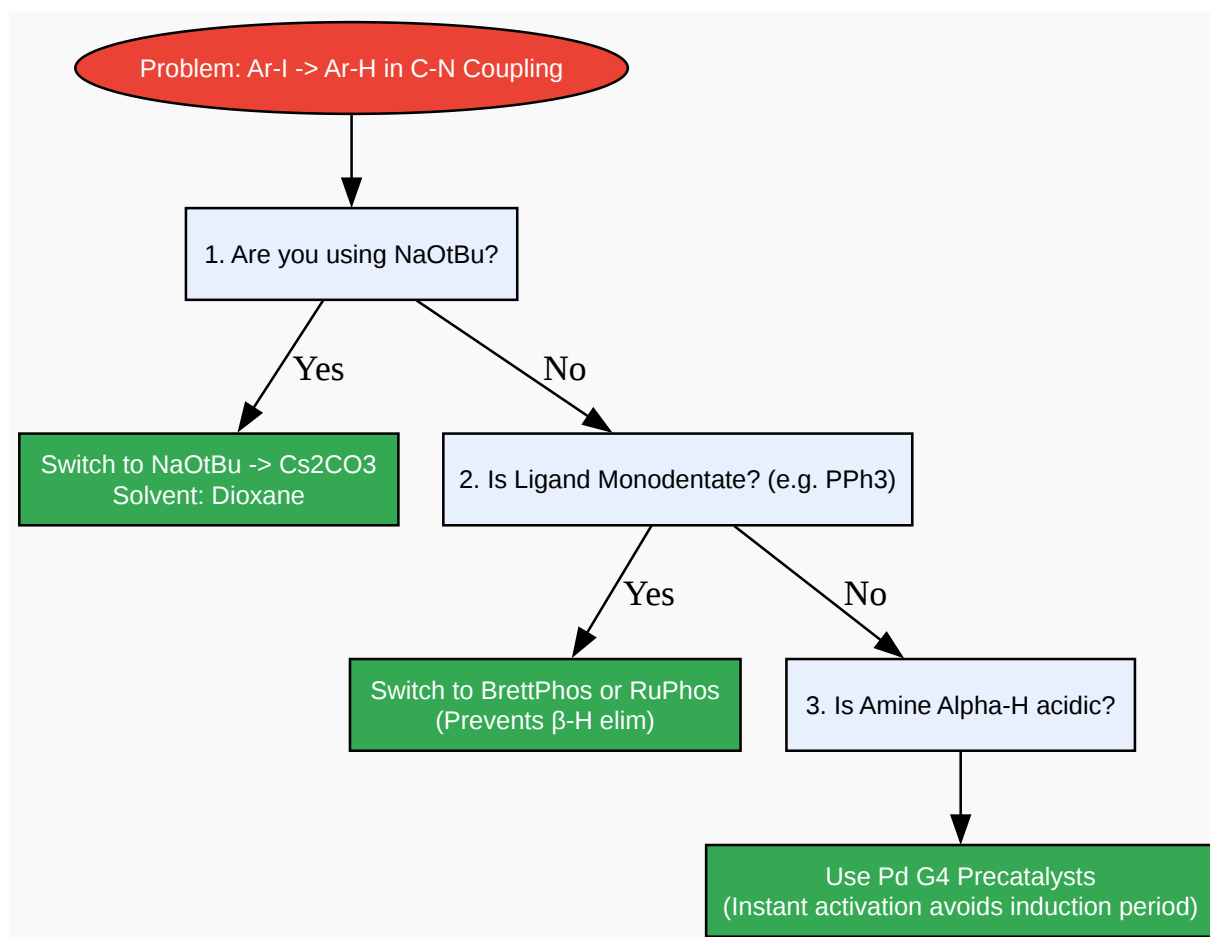 Problem: Ar-I -> Ar-H in C-N Coupling
1. Are you using NaOtBu?
Yes
No
Switch to NaOtBu -> Cs2CO3
Solvent: Dioxane
2. Is Ligand Monodentate? (e.g. PPh3)
Yes
No
Switch to BrettPhos or RuPhos
(Prevents β-H elim)
3. Is Amine Alpha-H acidic?
Use Pd G4 Precatalysts
(Instant activation avoids induction period)